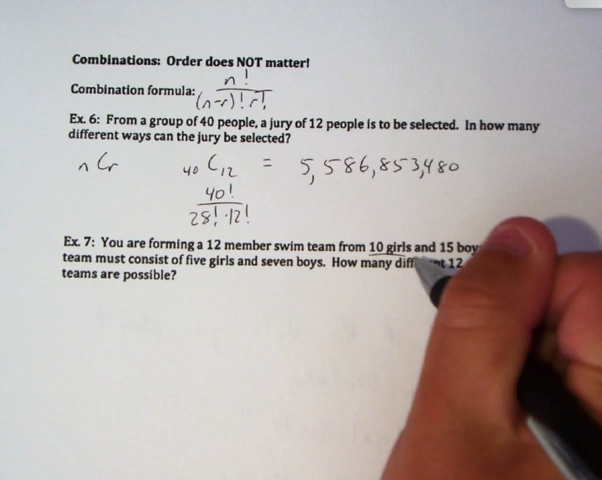 Combinations: Order does NOT matter!
Combination formula: n! / (n-r)! r!
Ex. 6: From a group of 40 people, a jury of 12 people is to be selected. In how many
different ways can the jury be selected?
nCr 40C12 = 5,586,853,480
40! / 28!·12!
Ex. 7: You are forming a 12 member swim team from 10 girls and 15
team must consist of five girls and seven boys. How many 12
teams are possible?